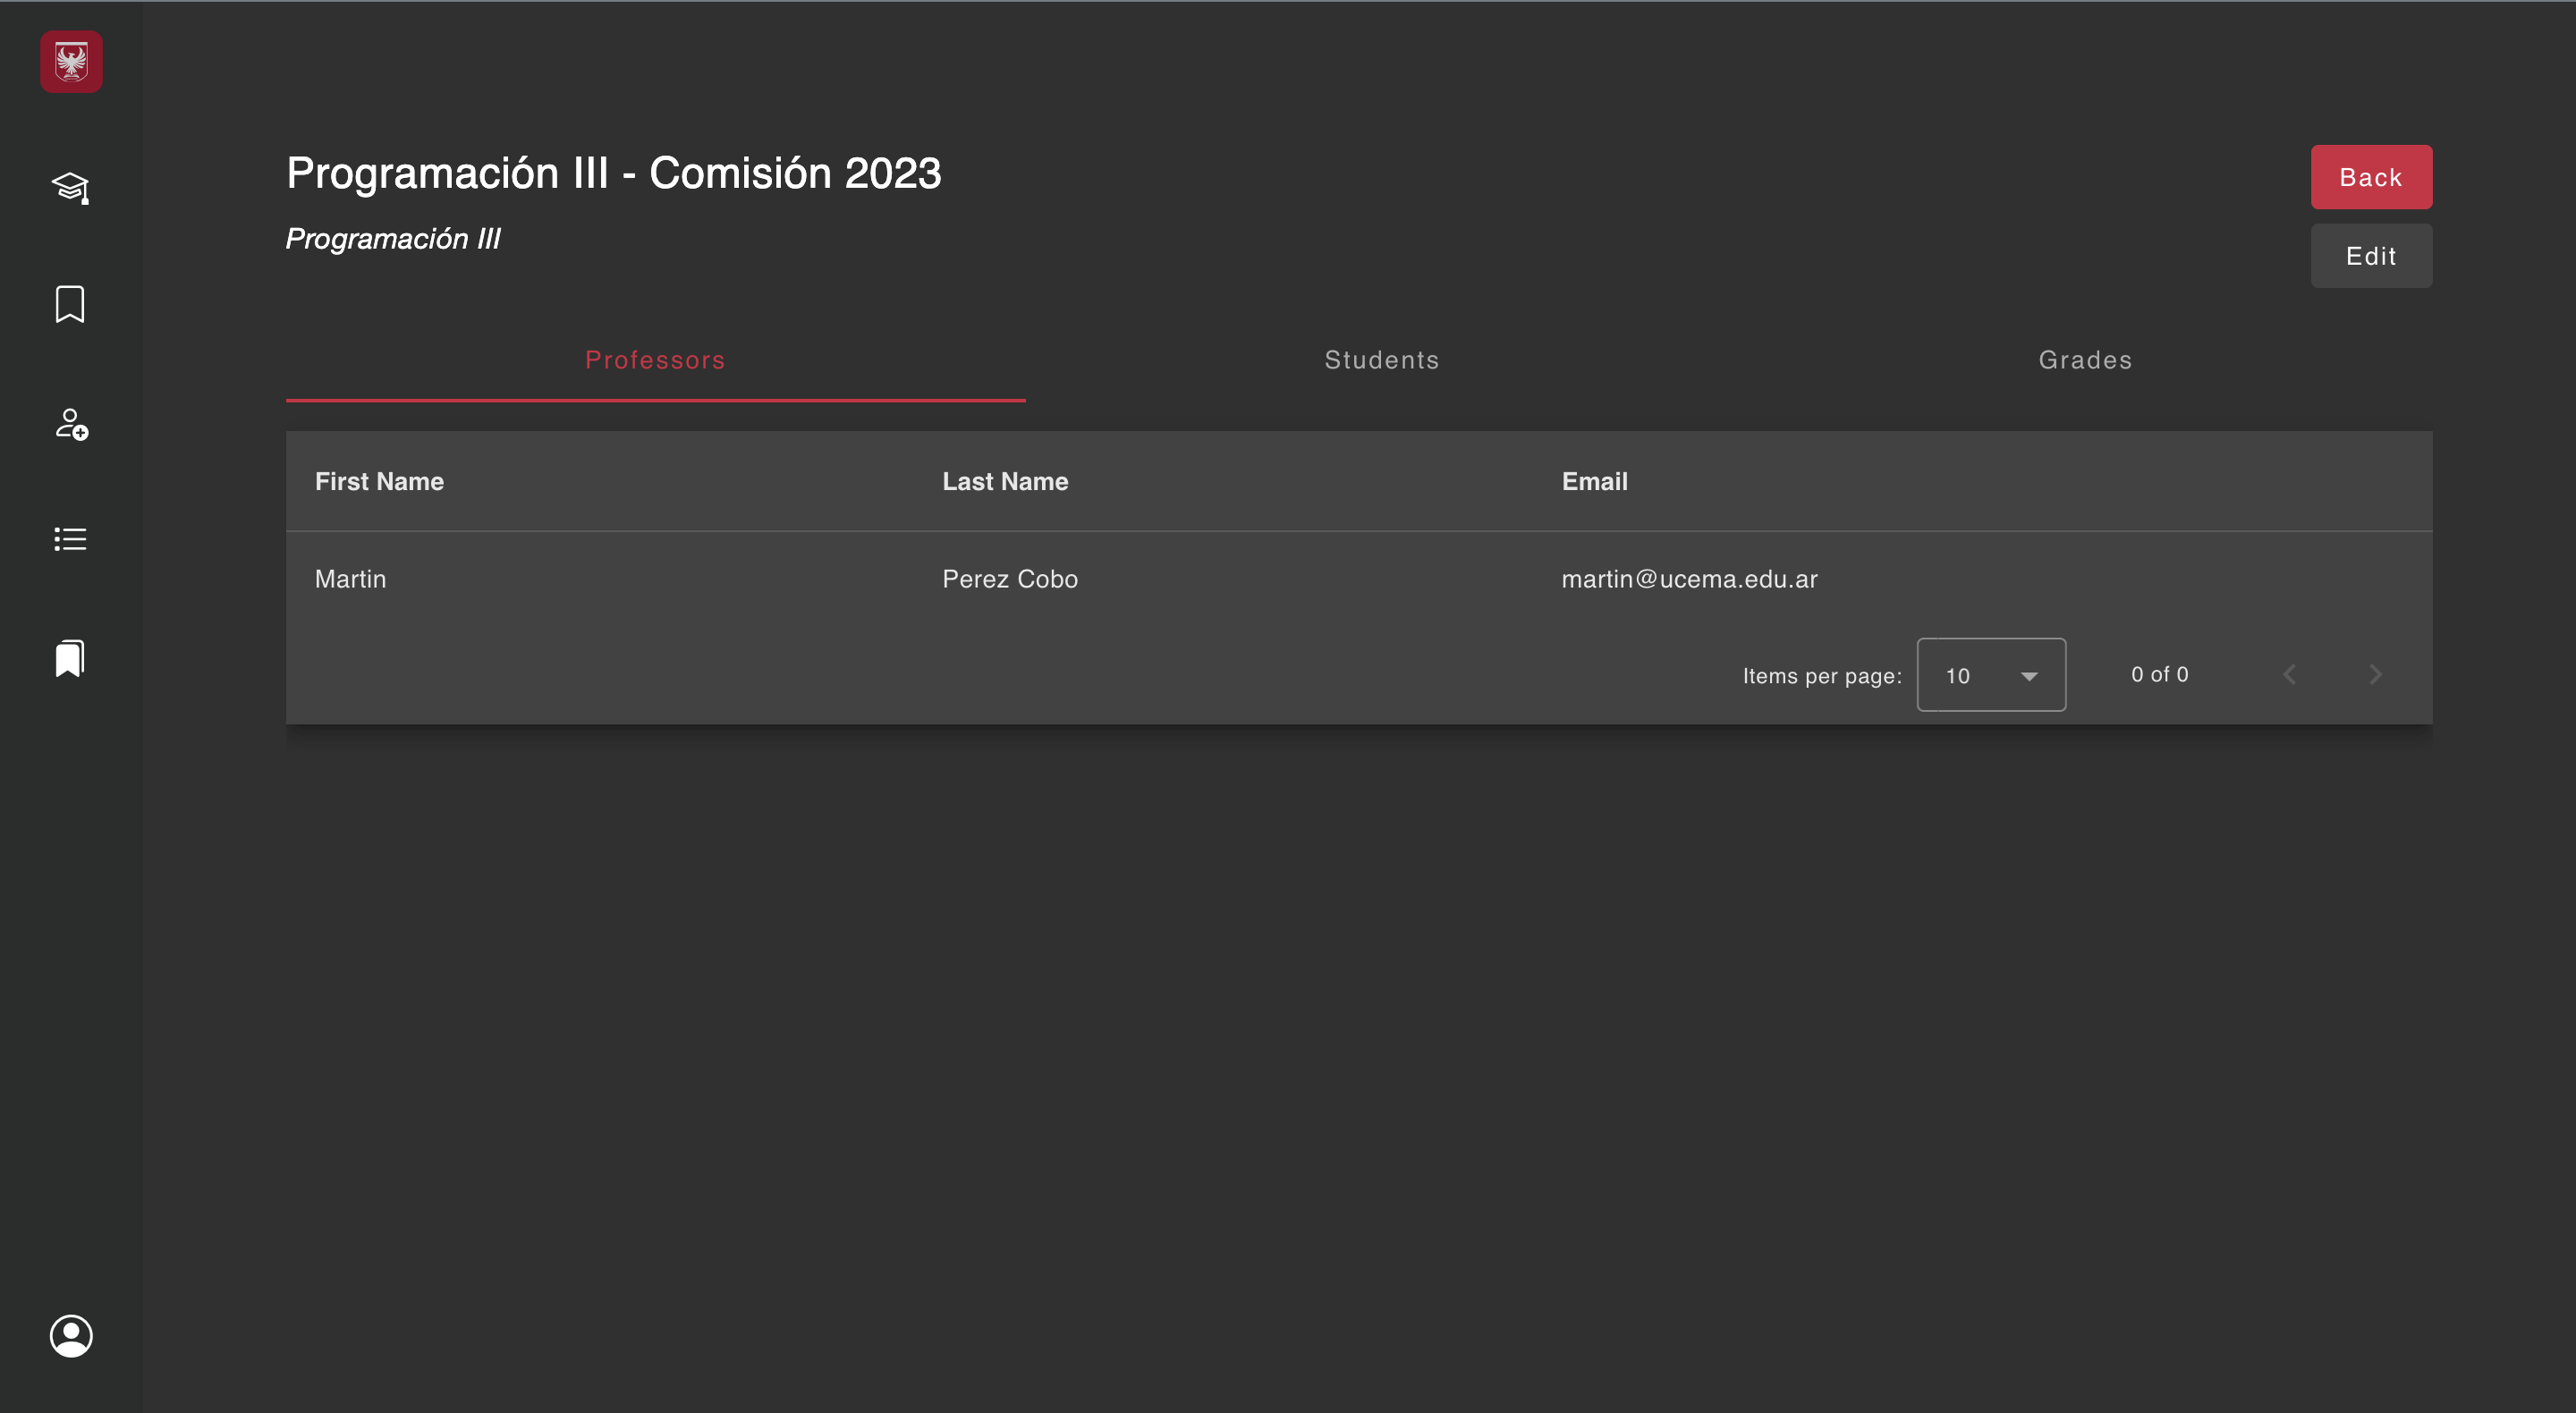 Programación III - Comisión 2023
Back
Programación III
Edit
Professors Students Grades
First Name Last Name Email
Martin Perez Cobo martin@ucema.edu.ar
Items per page: 10 0 of 0